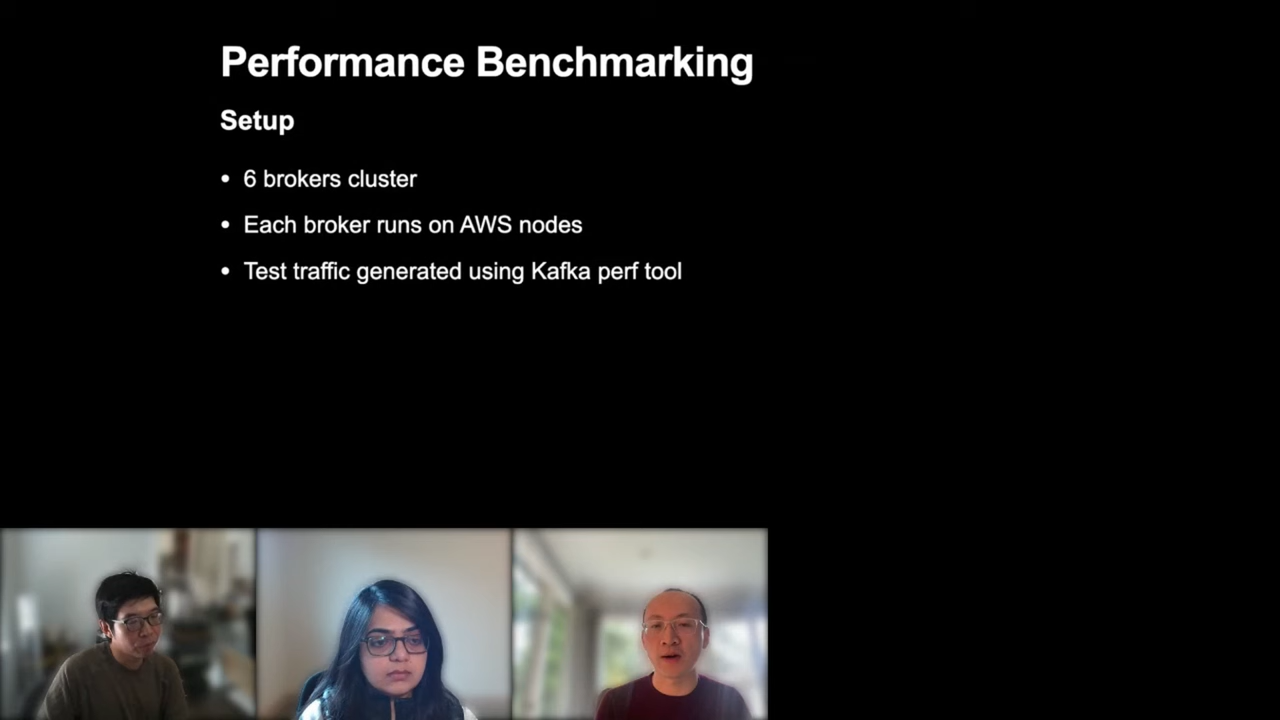 Performance Benchmarking
Setup
• 6 brokers cluster
• Each broker runs on AWS nodes
• Test traffic generated using Kafka perf tool